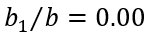 b₁/b = 0.00